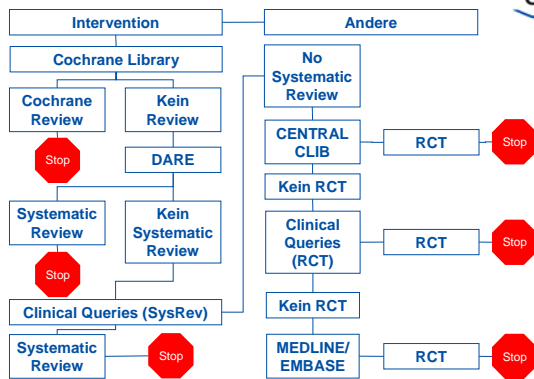 Intervention
Andere
Cochrane Library
Cochrane
Review
Kein
Review
Stop
DARE
Systematic
Review
Kein
Systematic
Review
Stop
Clinical Queries (SysRev)
Systematic
Review
Stop
No
Systematic
Review
CENTRAL
CLIB
RCT
Stop
Kein RCT
Clinical
Queries
(RCT)
RCT
Stop
Kein RCT
MEDLINE/
EMBASE
RCT
Stop